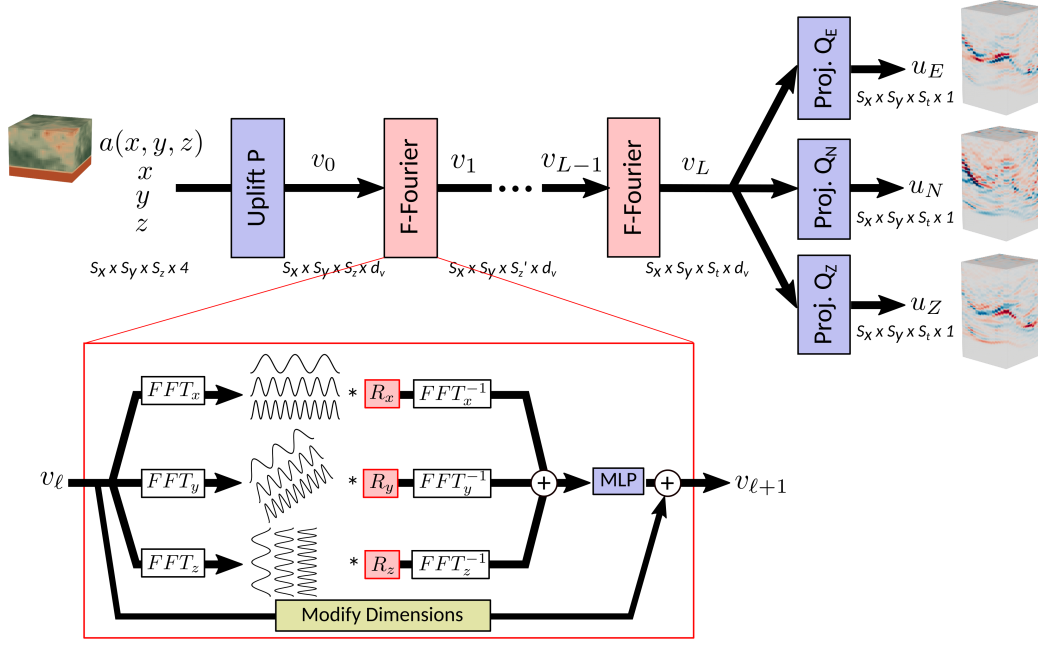 a(x, y, z)
x
y
z
S_x x S_y x S_z x 4
Uplift P
v_0
S_x x S_y x S_z x d_v
F-Fourier
v_1
S_x x S_y x S_z' x d_v
...
v_{L−1}
F-Fourier
v_L
S_x x S_y x S_t x d_v
Proj. Q_E
u_E
S_x x S_y x S_t x 1
Proj. Q_N
u_N
S_x x S_y x S_t x 1
Proj. Q_Z
u_Z
S_x x S_y x S_t x 1
v_ℓ
FFT_x * R_x FFT_x^{−1}
FFT_y * R_y FFT_y^{−1}
FFT_z * R_z FFT_z^{−1}
+ MLP + v_{ℓ+1}
Modify Dimensions